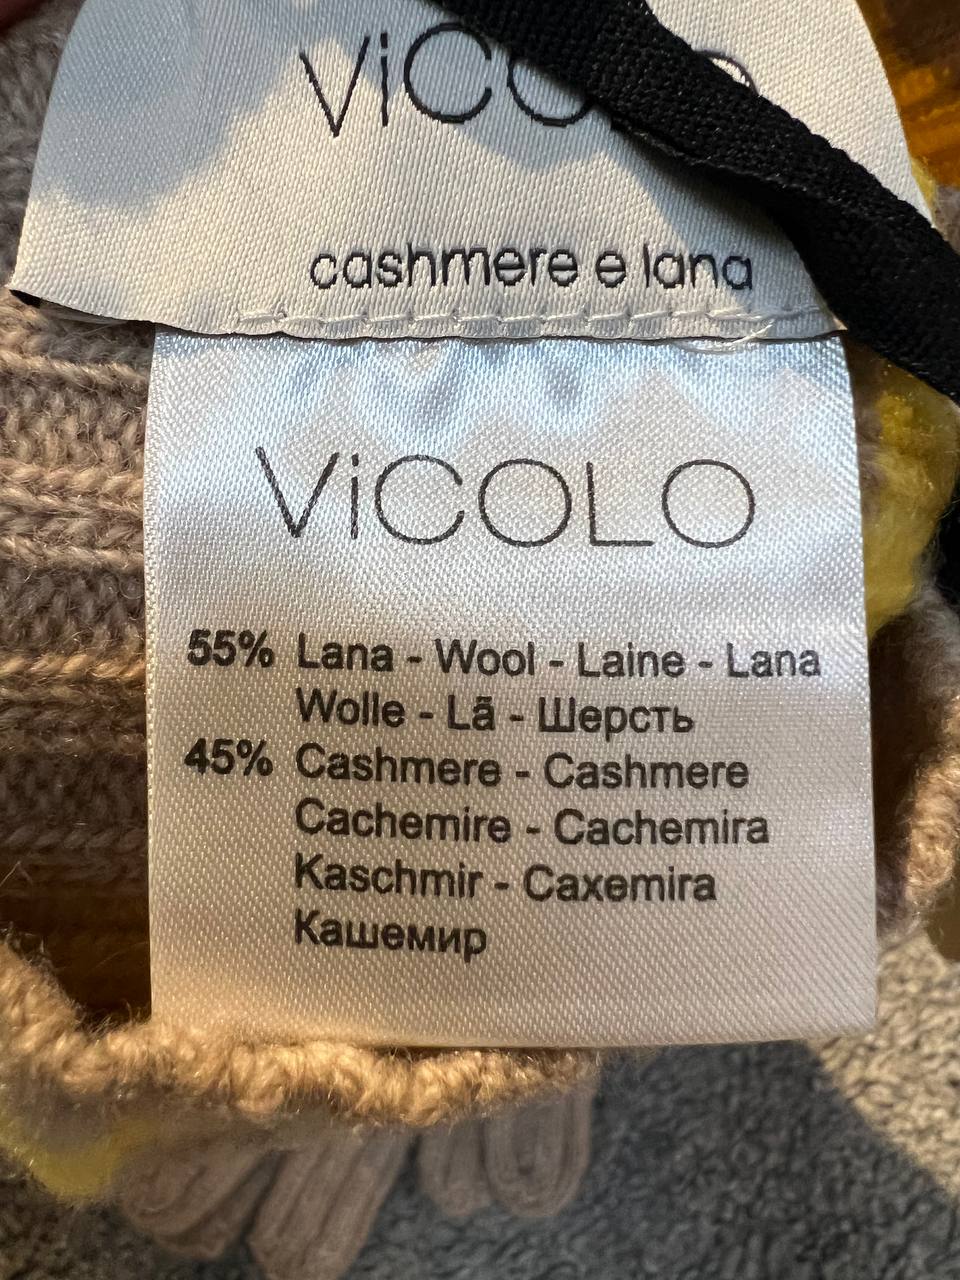 ViCOLO
cashmere e lana
ViCOLO
55% Lana - Wool - Laine - Lana
Wolle - Lã - Шерсть
45% Cashmere - Cashmere
Cachemire - Cachemira
Kaschmir - Caxemira
Кашемир